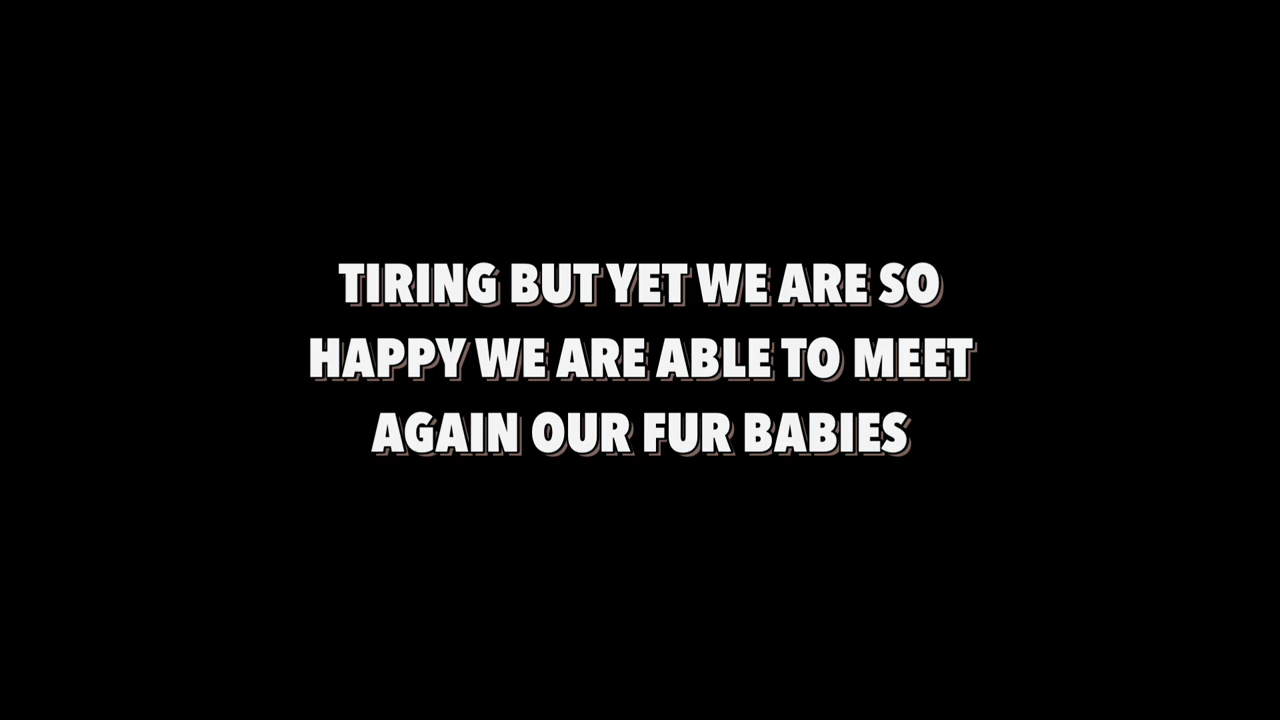 TIRING BUT YET WE ARE SO
HAPPY WE ARE ABLE TO MEET
AGAIN OUR FUR BABIES